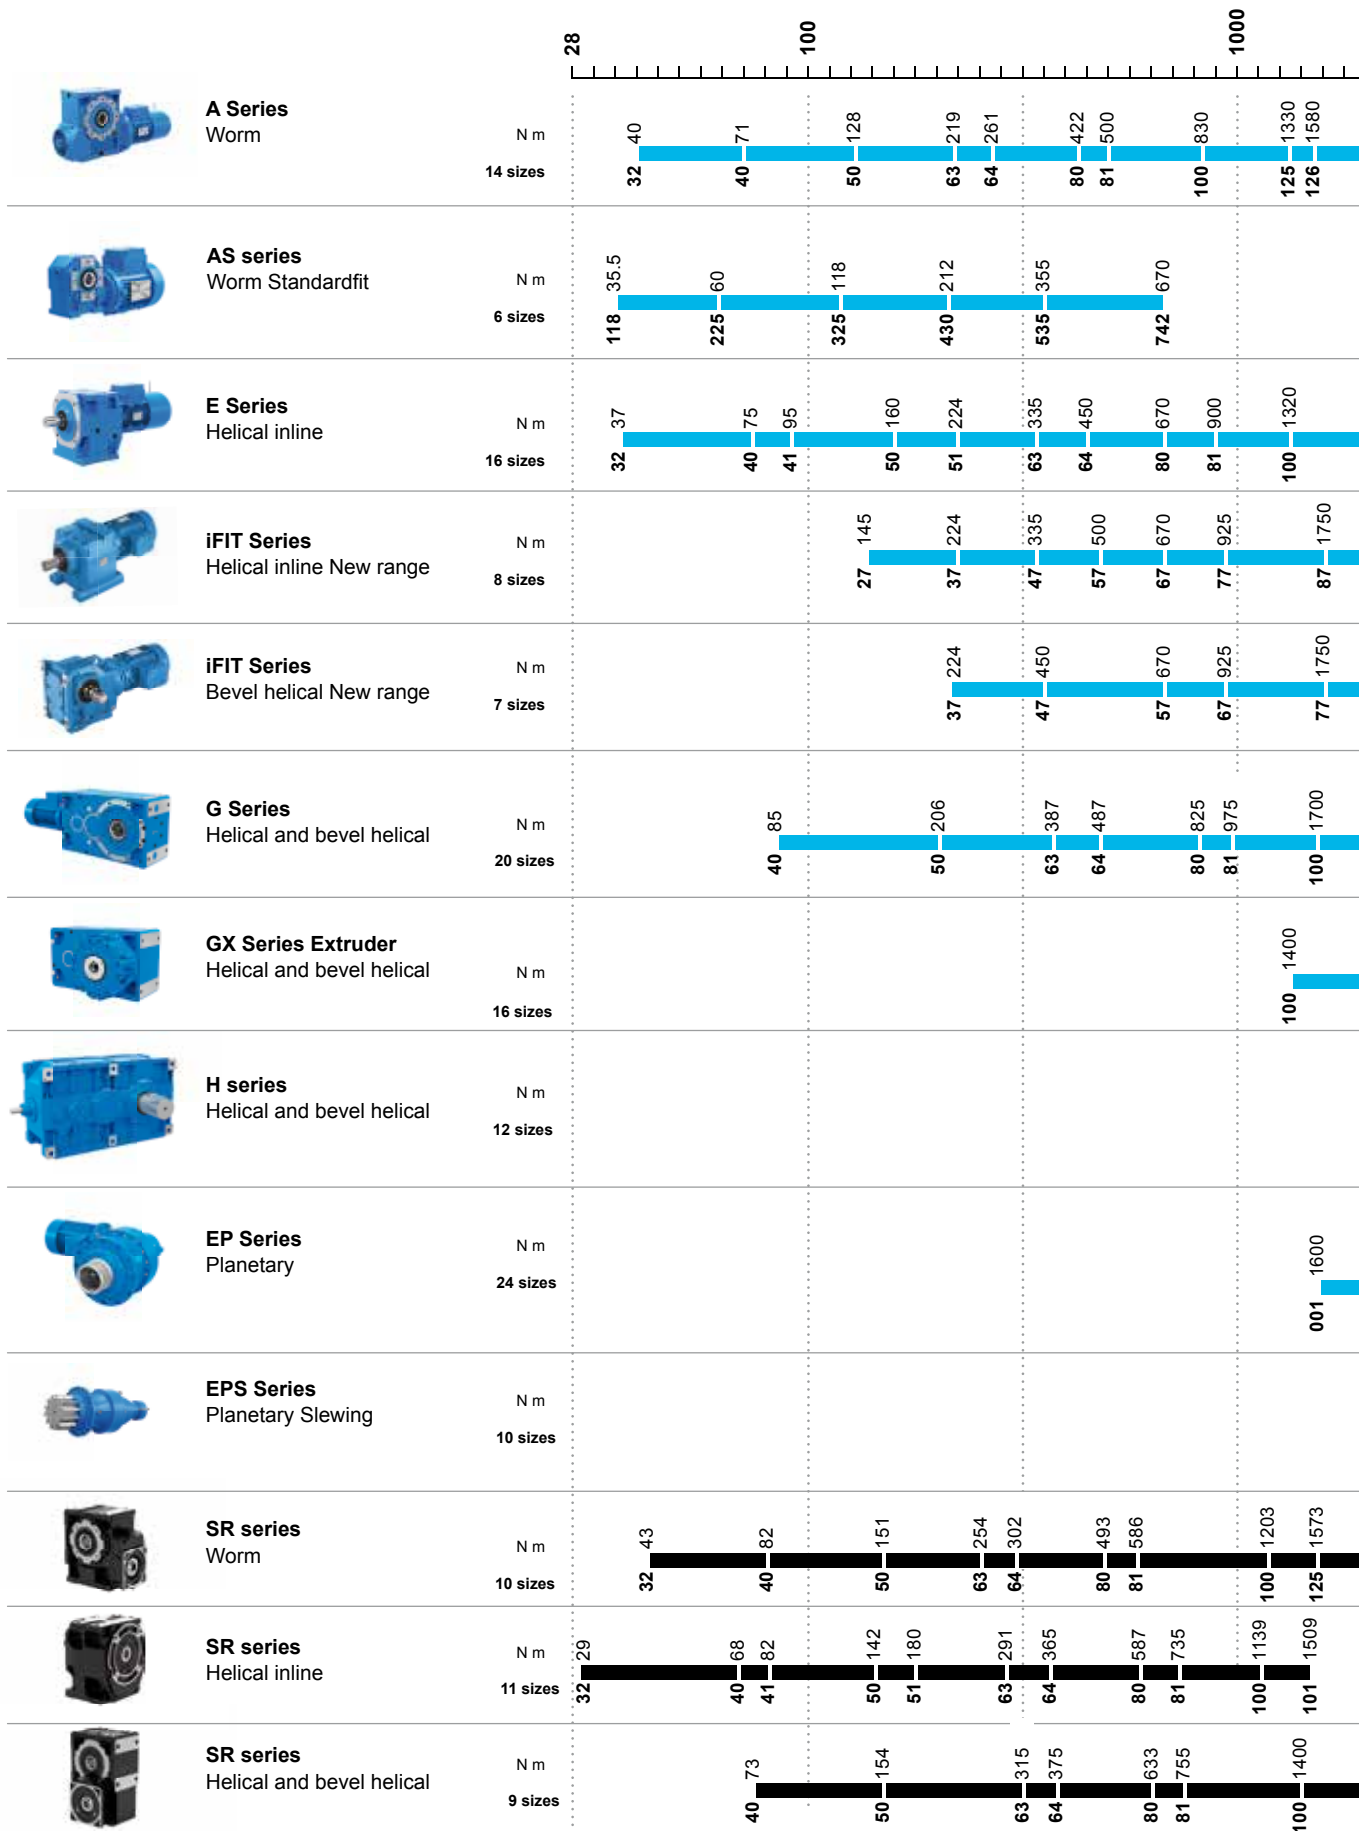 28 100 1000
A Series
Worm
N m
14 sizes
40 71 128 219 261 422 500 830 1330 1580
32 40 50 63 64 80 81 100 125 126
AS series
Worm Standardfit
N m
6 sizes
35.5 60 118 212 355 670
118 225 325 430 535 742
E Series
Helical inline
N m
16 sizes
37 75 95 160 224 335 450 670 900 1320
32 40 41 50 51 63 64 80 81 100
iFIT Series
Helical inline New range
N m
8 sizes
145 224 335 500 670 925 1750
27 37 47 57 67 77 87
iFIT Series
Bevel helical New range
N m
7 sizes
224 450 670 925 1750
37 47 57 67 77
G Series
Helical and bevel helical
N m
20 sizes
85 206 387 487 825 975 1700
40 50 63 64 80 81 100
GX Series Extruder
Helical and bevel helical
N m
16 sizes
1400
100
H series
Helical and bevel helical
N m
12 sizes
EP Series
Planetary
N m
24 sizes
1600
001
EPS Series
Planetary Slewing
N m
10 sizes
SR series
Worm
N m
10 sizes
43 82 151 254 302 493 586 1203 1573
32 40 50 63 64 80 81 100 125
SR series
Helical inline
N m
11 sizes
29 68 82 142 180 291 365 587 735 1139 1509
32 40 41 50 51 63 64 80 81 100 101
SR series
Helical and bevel helical
N m
9 sizes
73 154 315 375 633 755 1400
40 50 63 64 80 81 100